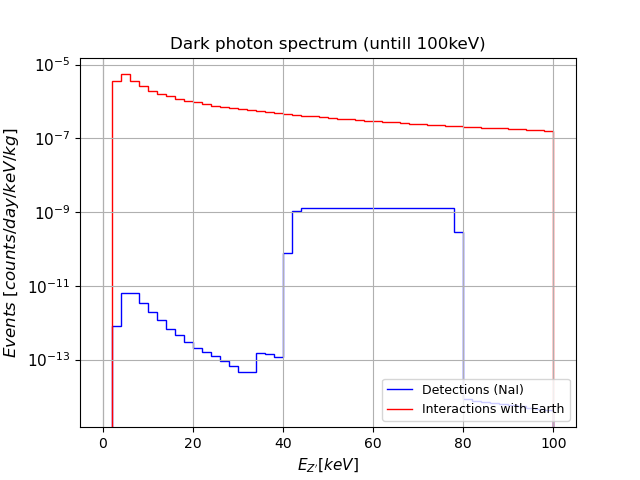 Dark photon spectrum (untill 100keV)
Events [counts/day/keV/kg]
10⁻⁵
10⁻⁷
10⁻⁹
10⁻¹¹
10⁻¹³
0 20 40 60 80 100
E_{Z'}[keV]
Detections (NaI)
Interactions with Earth